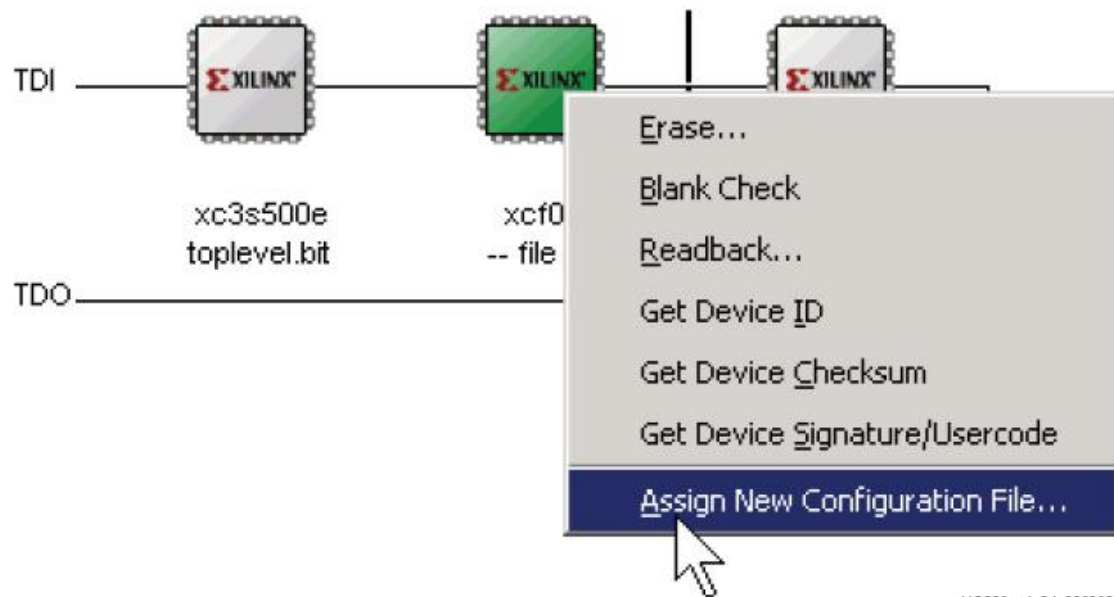 TDI
XILINX
XILINX
XILINX
xc3s500e
toplevel.bit
xcf0
-- file
TDO
Erase...
Blank Check
Readback...
Get Device ID
Get Device Checksum
Get Device Signature/Usercode
Assign New Configuration File...